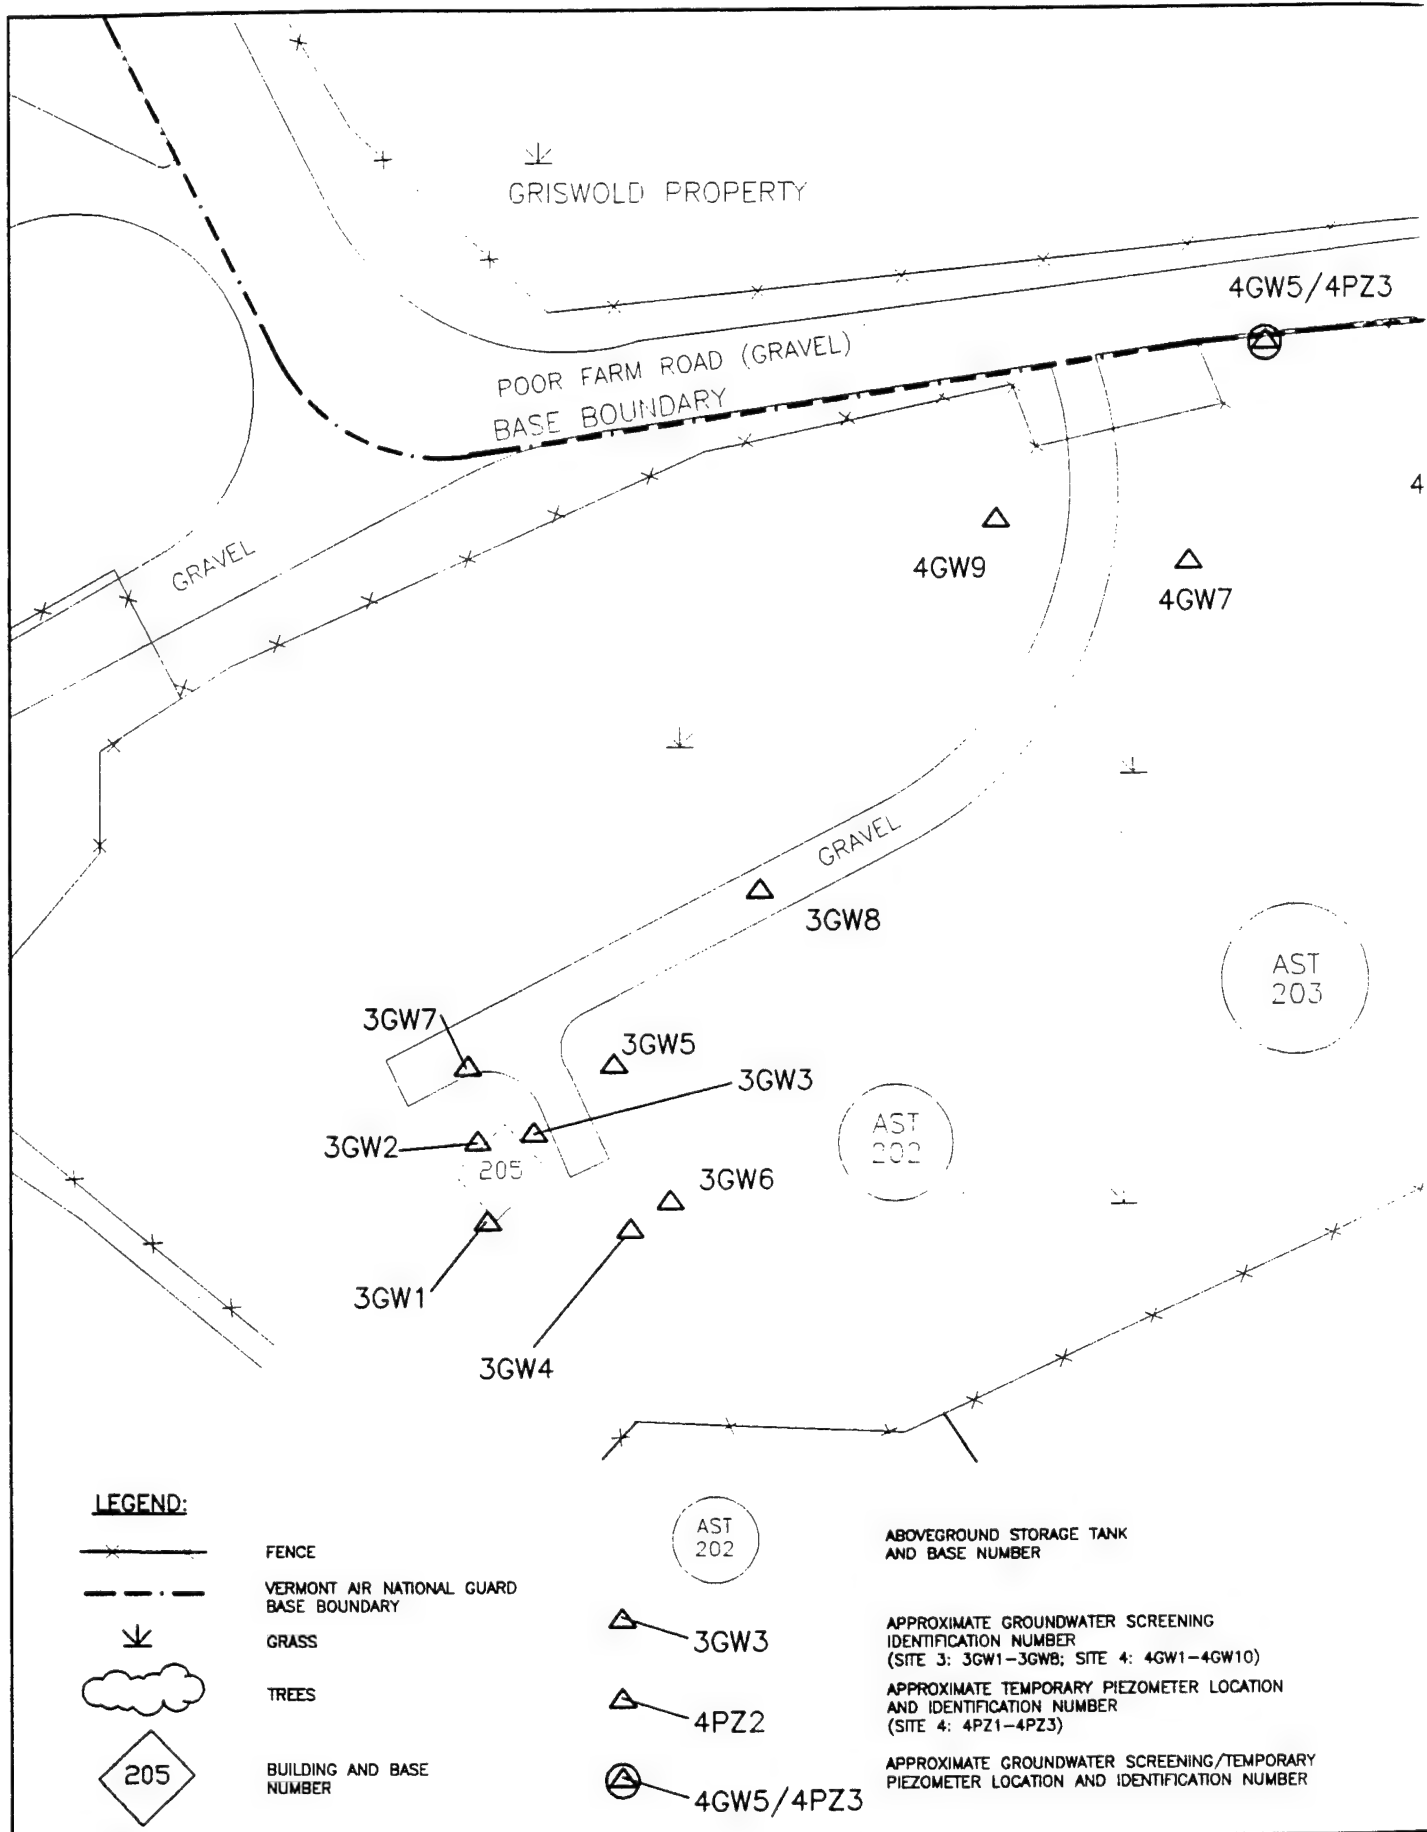 GRISWOLD PROPERTY
4GW5/4PZ3
POOR FARM ROAD (GRAVEL)
BASE BOUNDARY
4
GRAVEL
4GW9
4GW7
GRAVEL
3GW8
AST
203
3GW7
3GW5
3GW3
AST
202
3GW2
205
3GW6
3GW1
3GW4
LEGEND:
FENCE
VERMONT AIR NATIONAL GUARD
BASE BOUNDARY
GRASS
TREES
205
BUILDING AND BASE
NUMBER
AST
202
ABOVEGROUND STORAGE TANK
AND BASE NUMBER
3GW3
APPROXIMATE GROUNDWATER SCREENING
IDENTIFICATION NUMBER
(SITE 3: 3GW1-3GW8; SITE 4: 4GW1-4GW10)
4PZ2
APPROXIMATE TEMPORARY PIEZOMETER LOCATION
AND IDENTIFICATION NUMBER
(SITE 4: 4PZ1-4PZ3)
4GW5/4PZ3
APPROXIMATE GROUNDWATER SCREENING/TEMPORARY
PIEZOMETER LOCATION AND IDENTIFICATION NUMBER